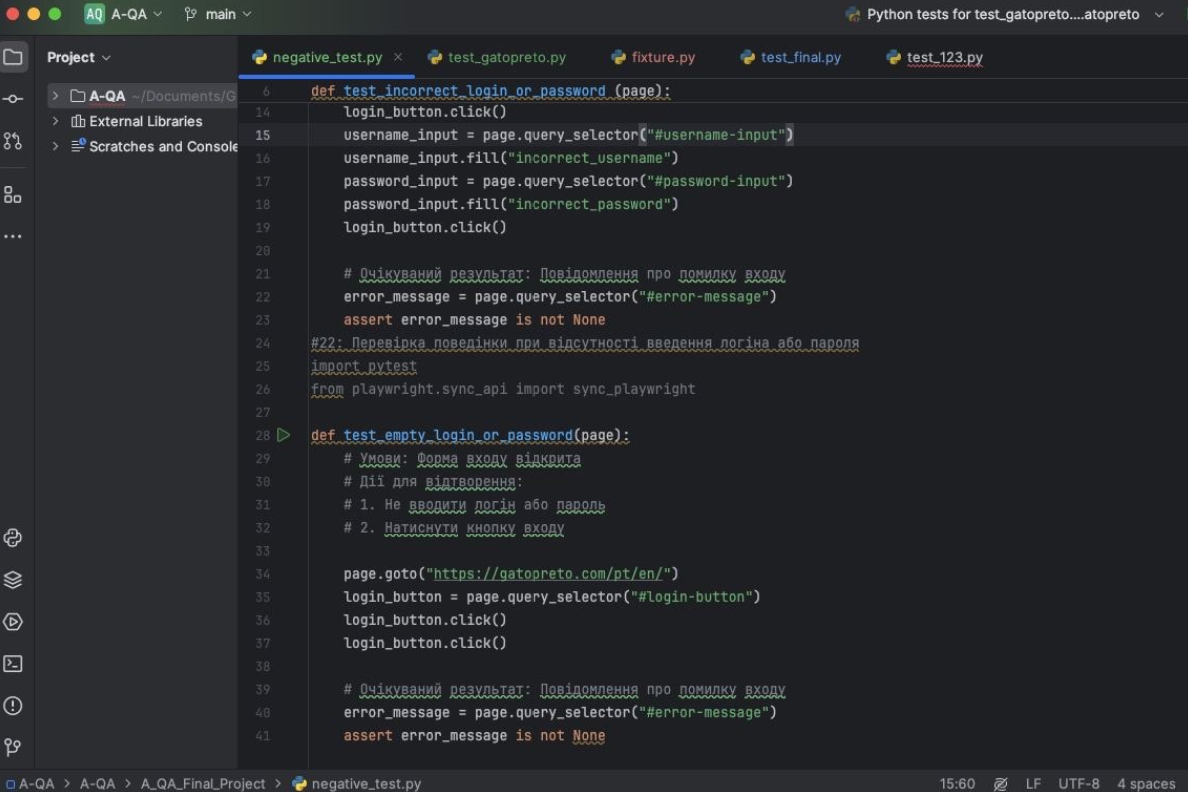 AQ A-QA main Python tests for test_gatopreto....atopreto
Project
negative_test.py test_gatopreto.py fixture.py test_final.py test_123.py
A-QA ~/Documents/G
External Libraries
Scratches and Console
6 def test_incorrect_login_or_password (page):
14 login_button.click()
15 username_input = page.query_selector("#username-input")
16 username_input.fill("incorrect_username")
17 password_input = page.query_selector("#password-input")
18 password_input.fill("incorrect_password")
19 login_button.click()
20
21 # Очікуваний результат: Повідомлення про помилку входу
22 error_message = page.query_selector("#error-message")
23 assert error_message is not None
24 #22: Перевірка поведінки при відсутності введення логіна або пароля
25 import pytest
26 from playwright.sync_api import sync_playwright
27
28 def test_empty_login_or_password(page):
29 # Умови: Форма входу відкрита
30 # Дії для відтворення:
31 # 1. Не вводити логін або пароль
32 # 2. Натиснути кнопку входу
33
34 page.goto("https://gatopreto.com/pt/en/")
35 login_button = page.query_selector("#login-button")
36 login_button.click()
37 login_button.click()
38
39 # Очікуваний результат: Повідомлення про помилку входу
40 error_message = page.query_selector("#error-message")
41 assert error_message is not None
A-QA > A-QA > A_QA_Final_Project > negative_test.py 15:60 LF UTF-8 4 spaces